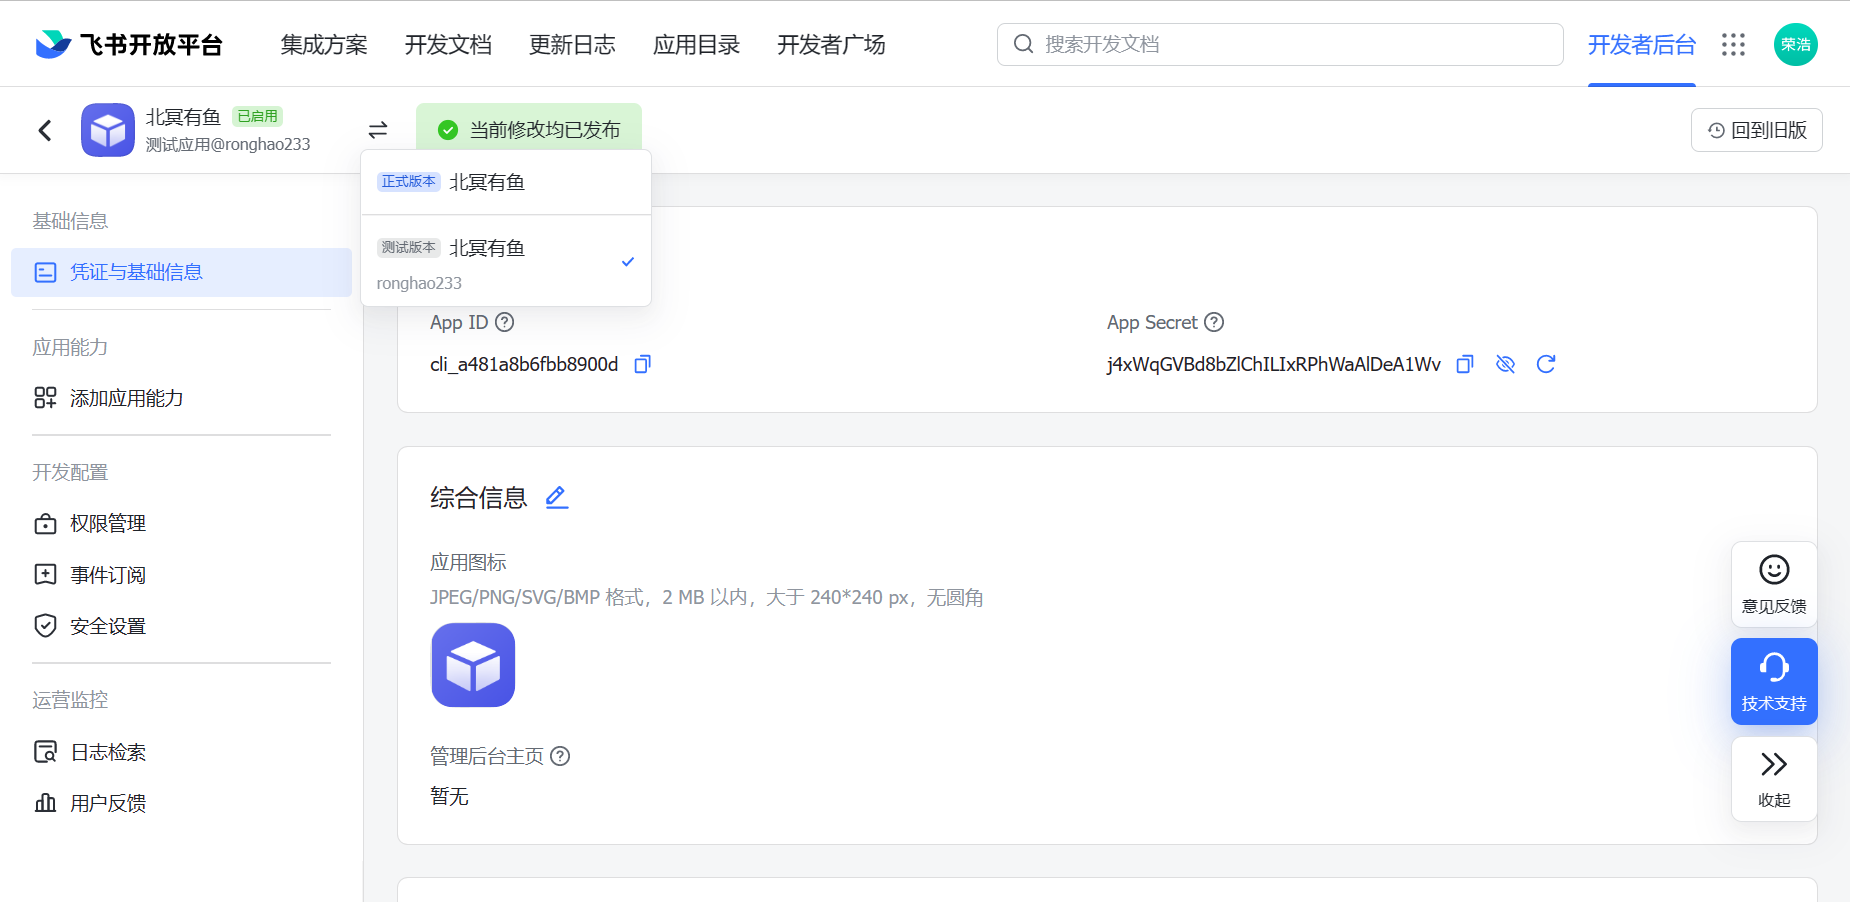 飞书开放平台
集成方案
开发文档
更新日志
应用目录
开发者广场
搜索开发文档
开发者后台
荣浩
北冥有鱼 已启用
测试应用@ronghao233
当前修改均已发布
回到旧版
正式版本 北冥有鱼
测试版本 北冥有鱼
ronghao233
基础信息
凭证与基础信息
应用能力
添加应用能力
开发配置
权限管理
事件订阅
安全设置
运营监控
日志检索
用户反馈
App ID
cli_a481a8b6fbb8900d
App Secret
j4xWqGVBd8bZlChILIxRPhWaAlDeA1Wv
综合信息
应用图标
JPEG/PNG/SVG/BMP 格式，2 MB 以内，大于 240*240 px，无圆角
管理后台主页
暂无
意见反馈
技术支持
收起